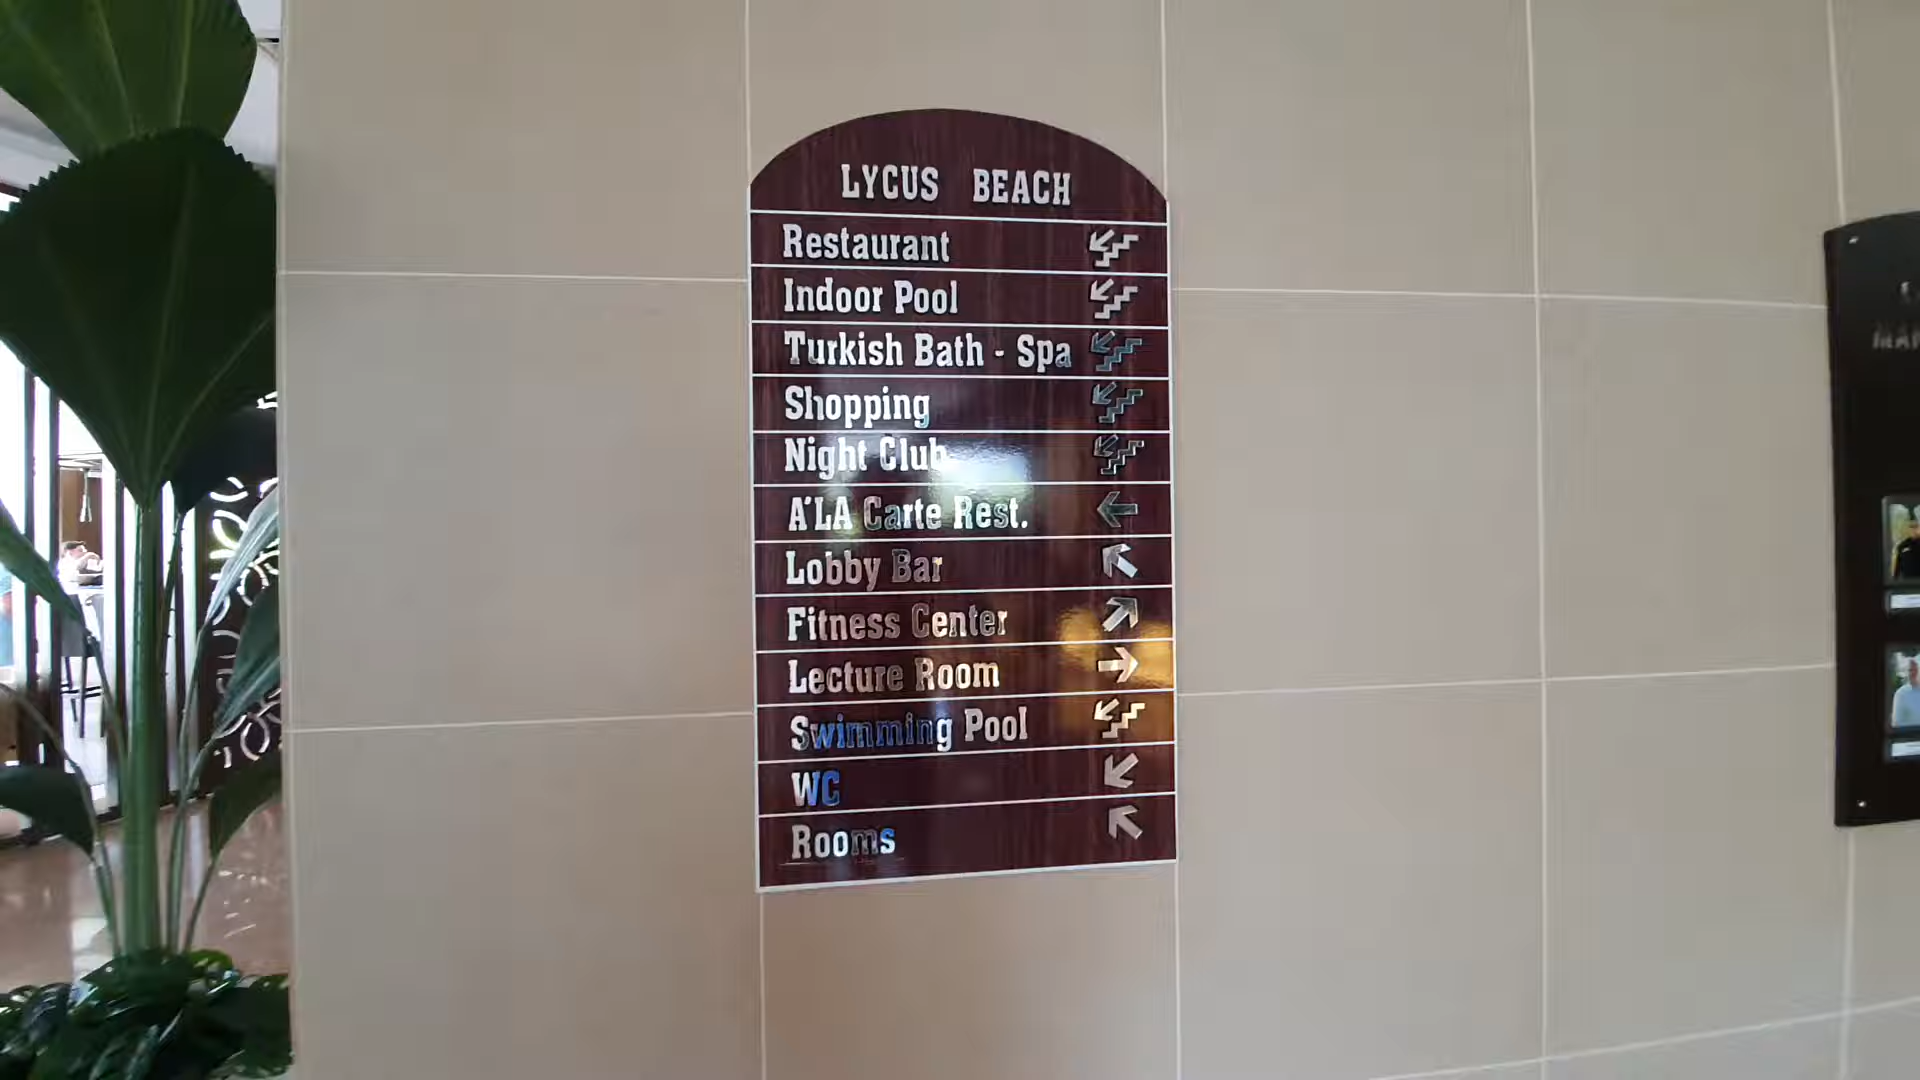 LYCUS BEACH
Restaurant
Indoor Pool
Turkish Bath - Spa
Shopping
Night Club
A'LA Carte Rest.
Lobby Bar
Fitness Center
Lecture Room
Swimming Pool
WC
Rooms